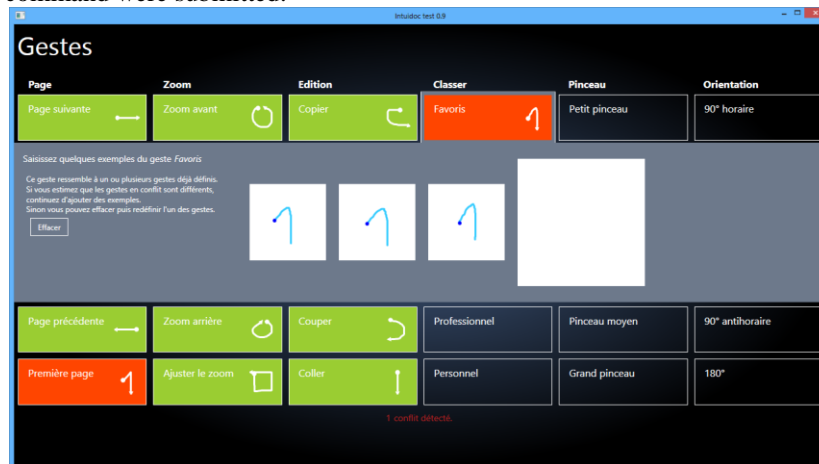 command were submitted.
Intuidoc test 0.9
Gestes
Page Zoom Edition Classer Pinceau Orientation
Page suivante Zoom avant Copier Favoris Petit pinceau 90° horaire
Saisissez quelques exemples du geste Favoris
Ce geste ressemble à un ou plusieurs gestes déjà définis.
Si vous estimez que les gestes en conflit sont différents,
continuez d'ajouter des exemples.
Sinon vous pouvez effacer puis redéfinir l'un des gestes.
Effacer
Page précédente Zoom arrière Couper Professionnel Pinceau moyen 90° antihoraire
Première page Ajuster le zoom Coller Personnel Grand pinceau 180°
1 conflit détecté.